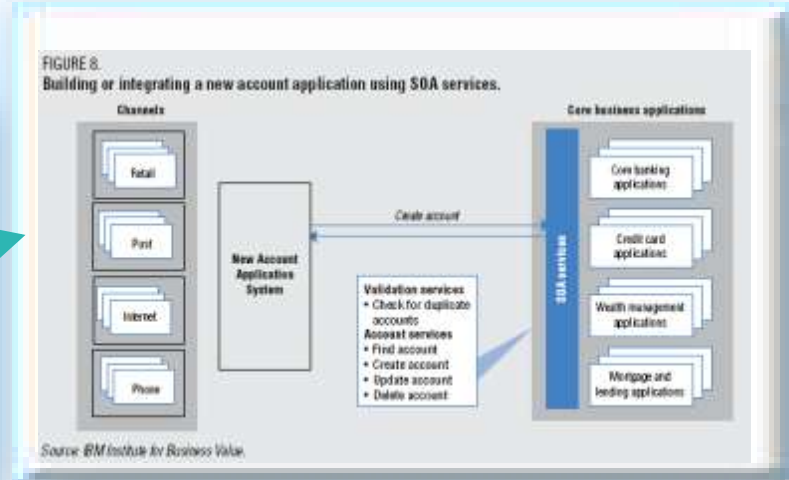 FIGURE 8.
Building or integrating a new account application using SOA services.
Channels
Retail
Post
Internet
Phone
New Account
Application
System
Create account
Validation services
• Check for duplicate
accounts
Account services
• Find account
• Create account
• Update account
• Delete account
Core business applications
SOA services
Core banking
applications
Credit card
applications
Wealth management
applications
Mortgage and
lending applications
Source: IBM Institute for Business Value.